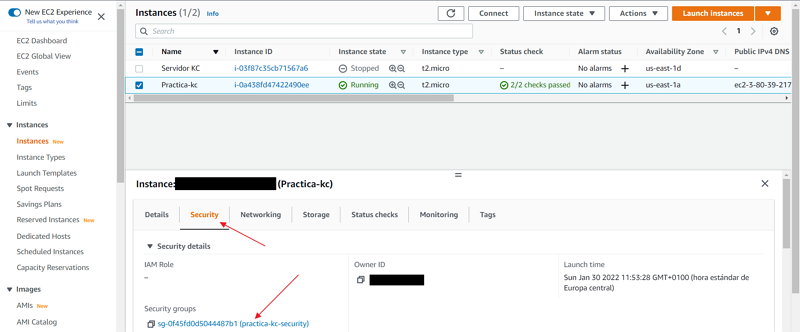 New EC2 Experience
Tell us what you think
EC2 Dashboard
EC2 Global View
Events
Tags
Limits
Instances
Instances New
Instance Types
Launch Templates
Spot Requests
Savings Plans
Reserved Instances New
Dedicated Hosts
Scheduled Instances
Capacity Reservations
Images
AMIs New
AMI Catalog
Instances (1/2) Info
Connect Instance state Actions Launch instances
Search
1
Name Instance ID Instance state Instance type Status check Alarm status Availability Zone Public IPv4 DNS
Servidor KC i-03f87c35cb71567a6 Stopped t2.micro – No alarms + us-east-1d –
Practica-kc i-0a438fd47422490ee Running t2.micro 2/2 checks passed No alarms + us-east-1a ec2-3-80-39-217
Instance: (Practica-kc)
Details Security Networking Storage Status checks Monitoring Tags
Security details
IAM Role Owner ID Launch time
– Sun Jan 30 2022 11:53:28 GMT+0100 (hora estándar de
Europa central)
Security groups
sg-0f45fd0d5044487b1 (practica-kc-security)